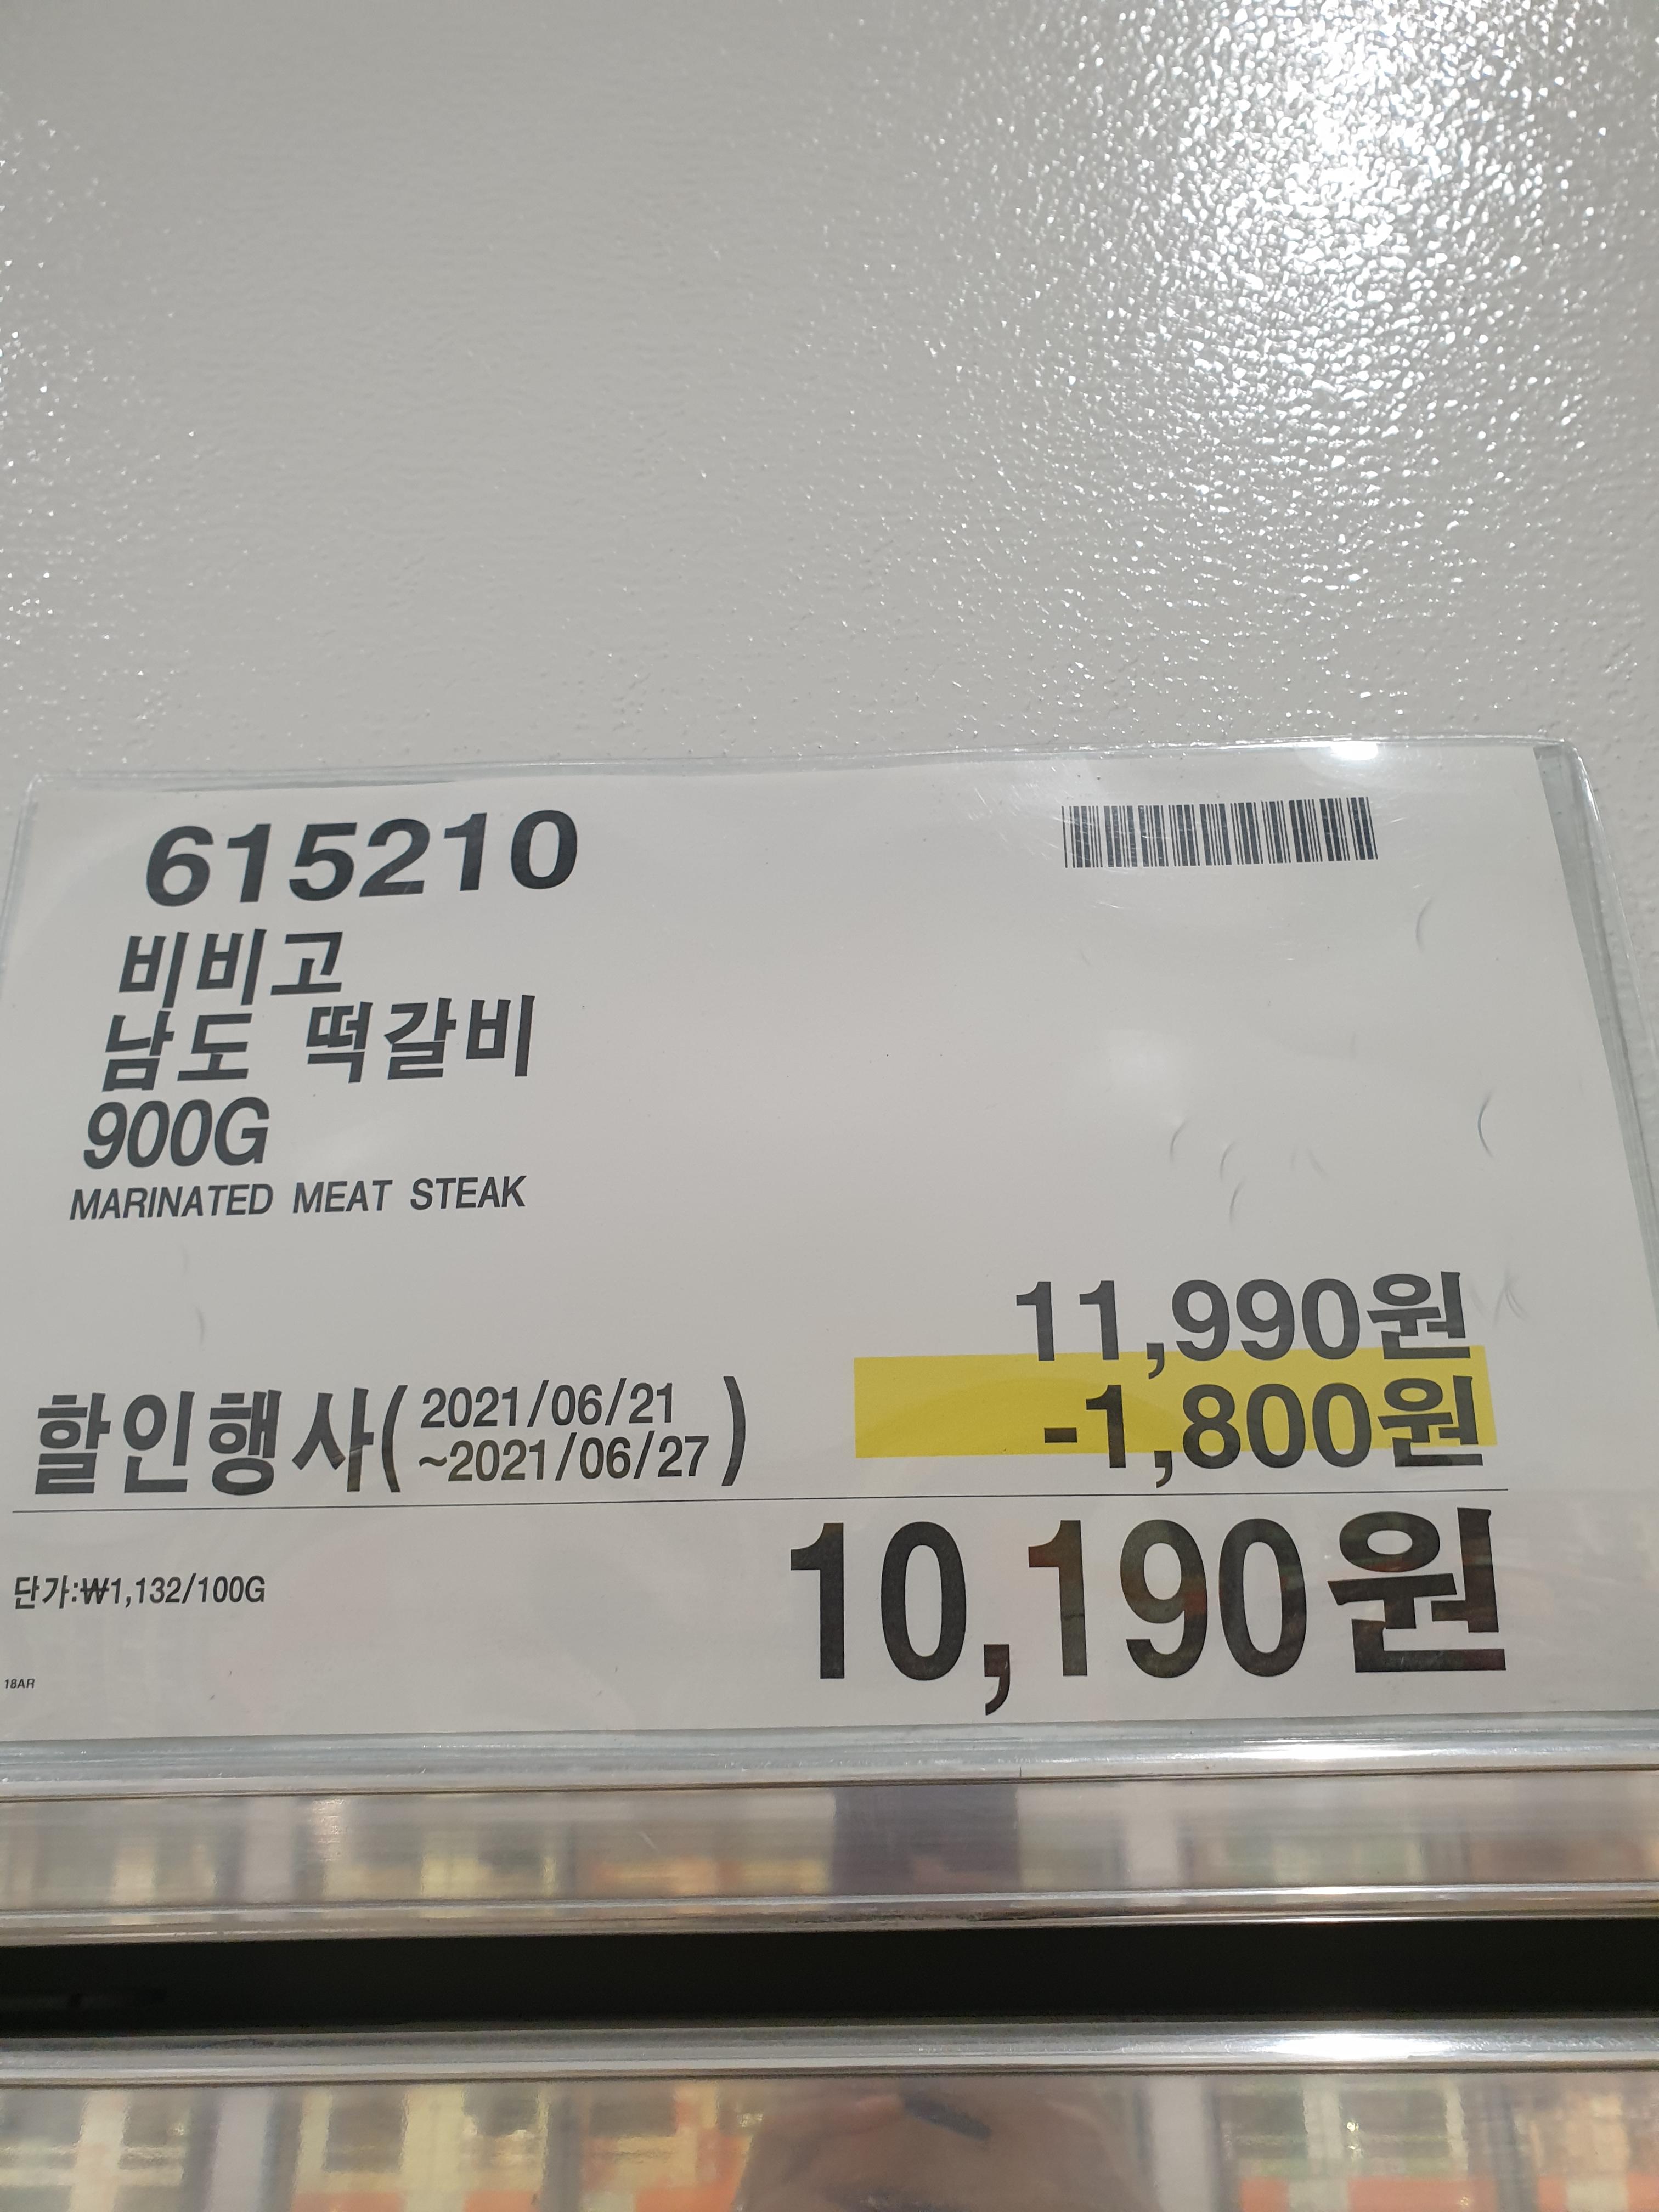 615210
비비고
남도 떡갈비
900G
MARINATED MEAT STEAK
11,990원
할인행사( 2021/06/21 ~2021/06/27 ) -1,800원
10,190원
단가:₩1,132/100G
18AR